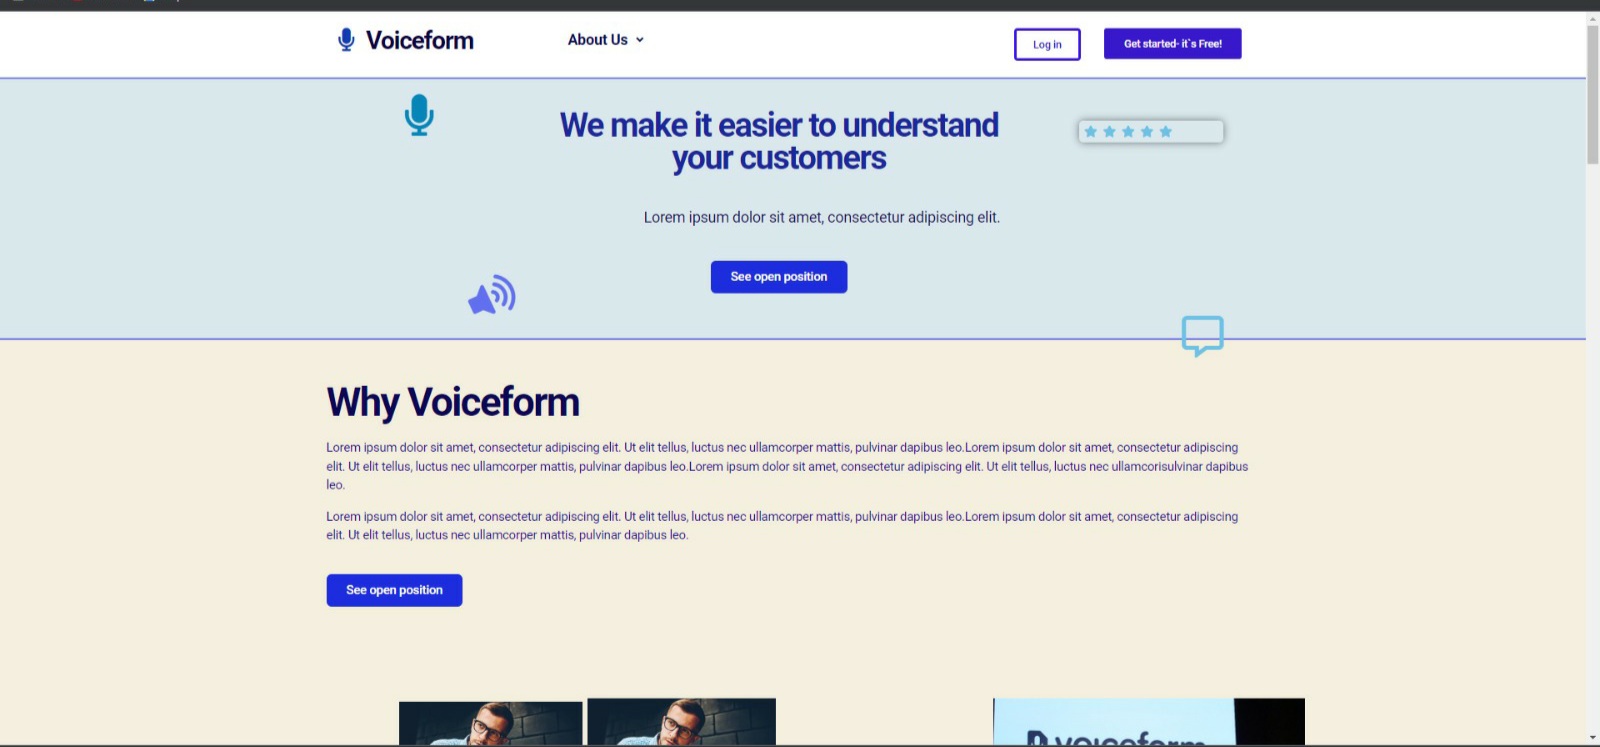 Voiceform
About Us
Log in
Get started- it`s Free!
We make it easier to understand
your customers
Lorem ipsum dolor sit amet, consectetur adipiscing elit.
See open position
Why Voiceform
Lorem ipsum dolor sit amet, consectetur adipiscing elit. Ut elit tellus, luctus nec ullamcorper mattis, pulvinar dapibus leo.Lorem ipsum dolor sit amet, consectetur adipiscing
elit. Ut elit tellus, luctus nec ullamcorper mattis, pulvinar dapibus leo.Lorem ipsum dolor sit amet, consectetur adipiscing elit. Ut elit tellus, luctus nec ullamcorisulvinar dapibus
leo.
Lorem ipsum dolor sit amet, consectetur adipiscing elit. Ut elit tellus, luctus nec ullamcorper mattis, pulvinar dapibus leo.Lorem ipsum dolor sit amet, consectetur adipiscing
elit. Ut elit tellus, luctus nec ullamcorper mattis, pulvinar dapibus leo.
See open position
voiceform